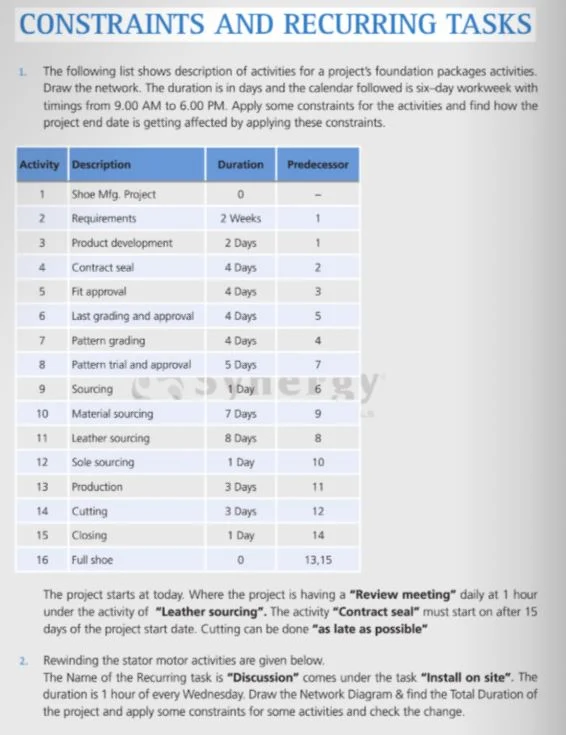 CONSTRAINTS AND RECURRING TASKS
1. The following list shows description of activities for a project's foundation packages activities.
Draw the network. The duration is in days and the calendar followed is six-day workweek with
timings from 9.00 AM to 6.00 PM. Apply some constraints for the activities and find how the
project end date is getting affected by applying these constraints.
Activity Description Duration Predecessor
1 Shoe Mfg. Project 0 –
2 Requirements 2 Weeks 1
3 Product development 2 Days 1
4 Contract seal 4 Days 2
5 Fit approval 4 Days 3
6 Last grading and approval 4 Days 5
7 Pattern grading 4 Days 4
8 Pattern trial and approval 5 Days 7
9 Sourcing 1 Day 6
10 Material sourcing 7 Days 9
11 Leather sourcing 8 Days 8
12 Sole sourcing 1 Day 10
13 Production 3 Days 11
14 Cutting 3 Days 12
15 Closing 1 Day 14
16 Full shoe 0 13,15
Synergy
The project starts at today. Where the project is having a "Review meeting" daily at 1 hour
under the activity of "Leather sourcing". The activity "Contract seal" must start on after 15
days of the project start date. Cutting can be done "as late as possible"
2. Rewinding the stator motor activities are given below.
The Name of the Recurring task is "Discussion" comes under the task "Install on site". The
duration is 1 hour of every Wednesday. Draw the Network Diagram & find the Total Duration of
the project and apply some constraints for some activities and check the change.